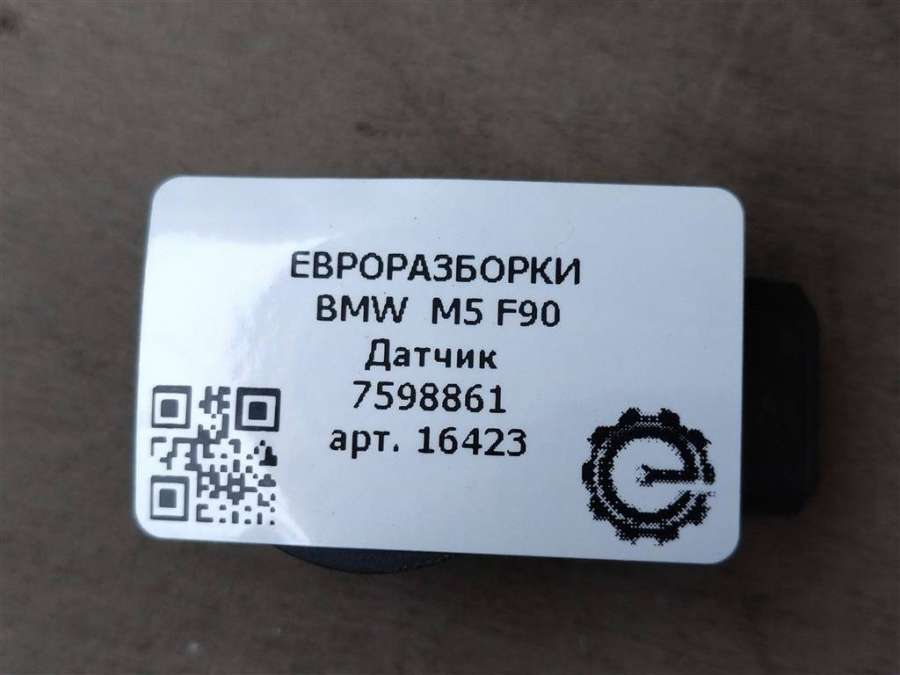 ЕВРОРАЗБОРКИ
BMW M5 F90
Датчик
7598861
арт. 16423